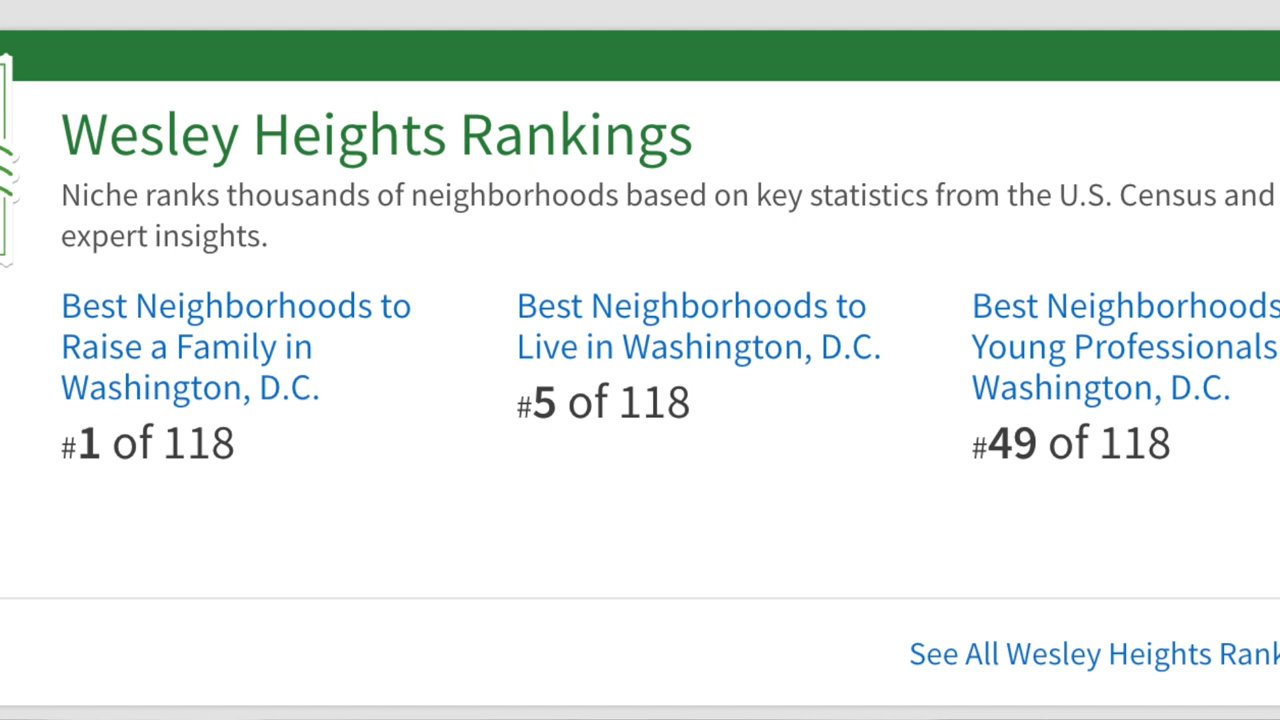 Wesley Heights Rankings
Niche ranks thousands of neighborhoods based on key statistics from the U.S. Census and
expert insights.
Best Neighborhoods to
Raise a Family in
Washington, D.C.
#1 of 118
Best Neighborhoods to
Live in Washington, D.C.
#5 of 118
Best Neighborhoods
Young Professionals
Washington, D.C.
#49 of 118
See All Wesley Heights